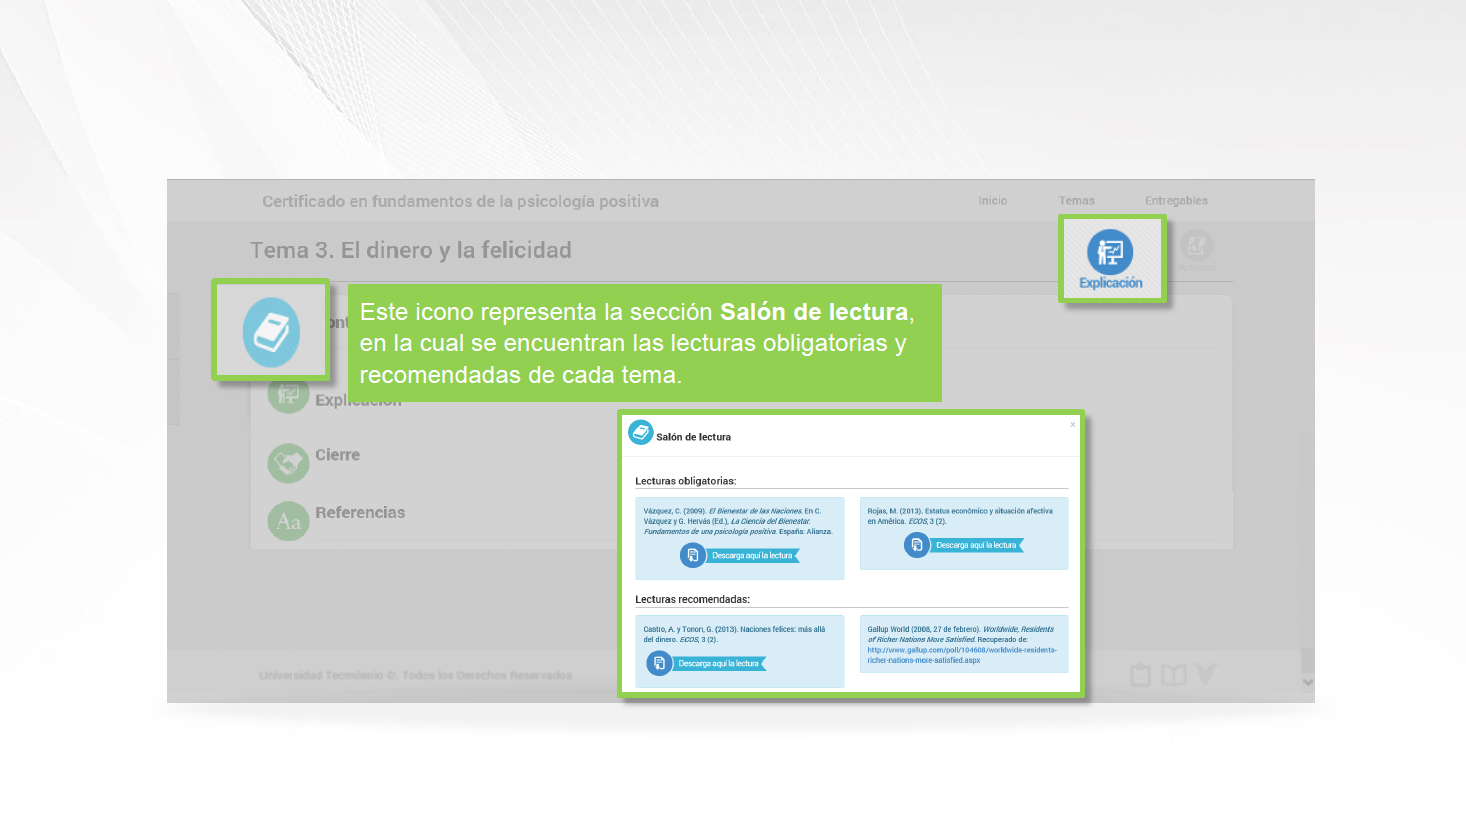 Certificado en fundamentos de la psicología positiva
Inicio
Temas
Entregables
Tema 3. El dinero y la felicidad
Explicación
Este icono representa la sección Salón de lectura,
en la cual se encuentran las lecturas obligatorias y
recomendadas de cada tema.
Explicación
Cierre
Aa
Referencias
Salón de lectura
×
Lecturas obligatorias:
Vázquez, C. (2009). El Bienestar de las Naciones. En C.
Vázquez y G. Hervás (Ed.), La Ciencia del Bienestar.
Fundamentos de una psicología positiva. España: Alianza.
Descarga aquí la lectura
Rojas, M. (2013). Estatus económico y situación afectiva
en América. ECOS, 3 (2).
Descarga aquí la lectura
Lecturas recomendadas:
Castro, A. y Tonon, G. (2013). Naciones felices: más allá
del dinero. ECOS, 3 (2).
Descarga aquí la lectura
Gallup World (2008, 27 de febrero). Worldwide, Residents
of Richer Nations More Satisfied. Recuperado de:
http://www.gallup.com/poll/104608/worldwide-residents-
richer-nations-more-satisfied.aspx
Universidad Tecmilenio ©. Todos los Derechos Reservados